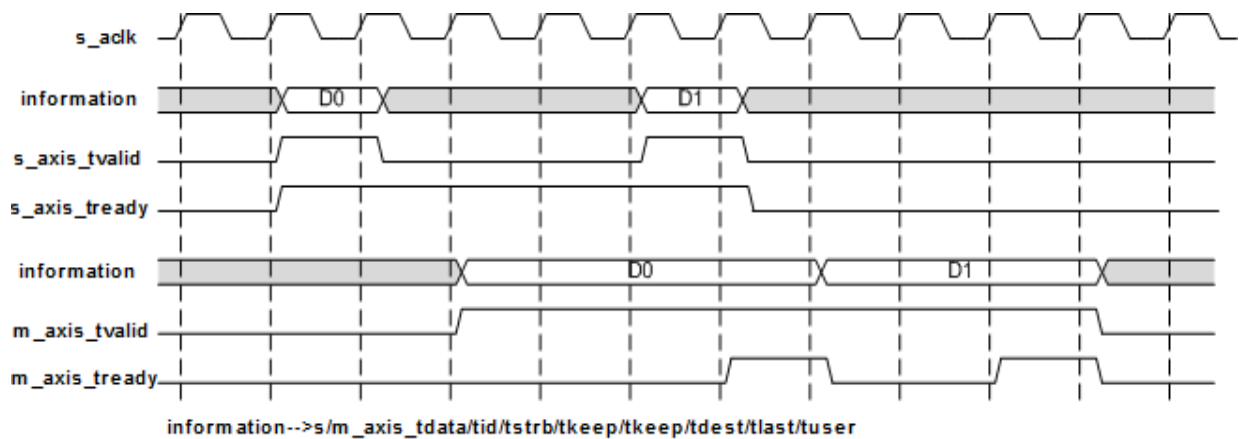 s_aclk
information D0 D1
s_axis_tvalid
s_axis_tready
information D0 D1
m_axis_tvalid
m_axis_tready
information-->s/m_axis_tdata/tid/tstrb/tkeep/tkeep/tdest/tlast/tuser